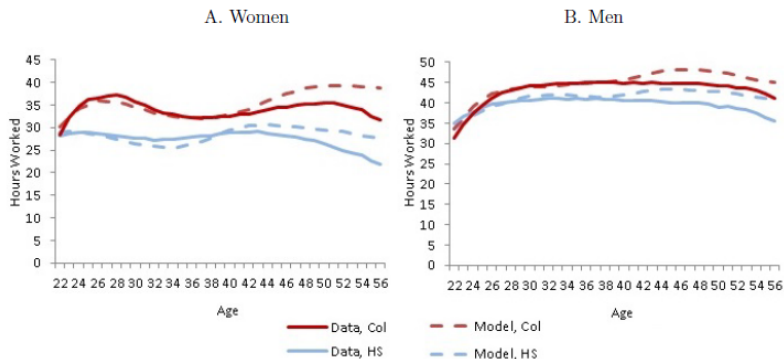 A. Women
45
40
35
30
25
20
15
10
5
0
Hours Worked
22 24 26 28 30 32 34 36 38 40 42 44 46 48 50 52 54 56
Age
B. Men
50
45
40
35
30
25
20
15
10
5
0
Hours Worked
22 24 26 28 30 32 34 36 38 40 42 44 46 48 50 52 54 56
Age
Data, Col
Model, Col
Data, HS
Model, HS